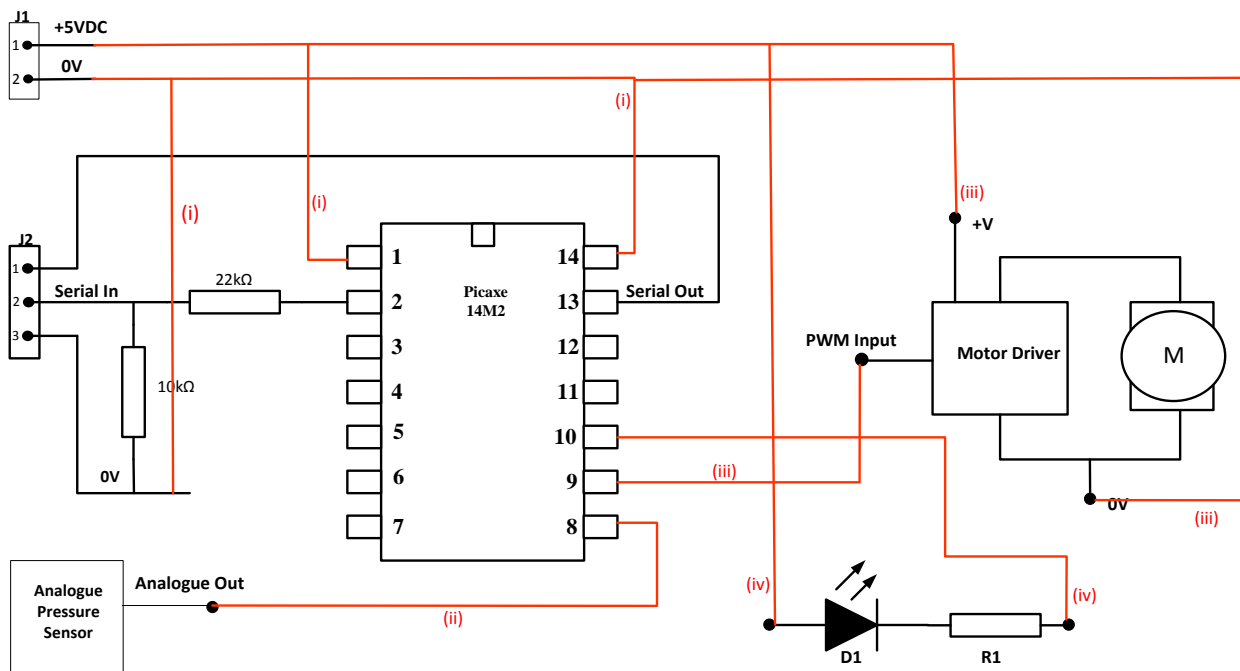 J1
+5VDC
1
0V
2
(i)
(i)
(i)
(iii)
+V
J2
1
Serial In
2
3
22kΩ
10kΩ
0V
Picaxe
14M2
1
2
3
4
5
6
7
14
13
12
11
10
9
8
Serial Out
PWM Input
Motor Driver
M
(iii)
0V
(iii)
Analogue
Pressure
Sensor
Analogue Out
(ii)
(iv)
(iv)
D1
R1